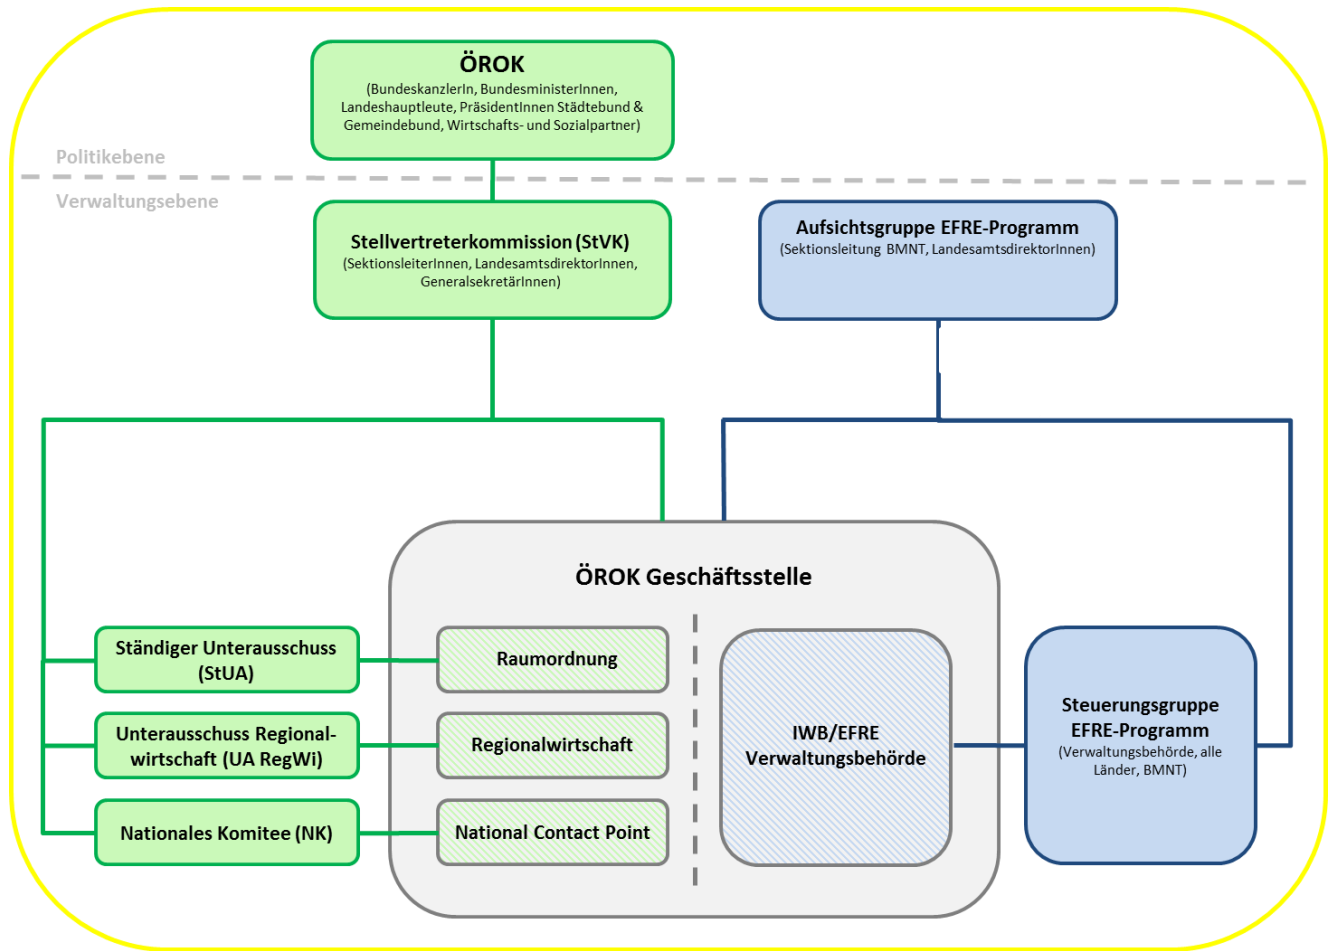 ÖROK
(BundeskanzlerIn, BundesministerInnen,
Landeshauptleute, PräsidentInnen Städtebund &
Gemeindebund, Wirtschafts- und Sozialpartner)
Politikebene
Verwaltungsebene
Stellvertreterkommission (StVK)
(SektionsleiterInnen, LandesamtsdirektorInnen,
GeneralsekretärInnen)
Aufsichtsgruppe EFRE-Programm
(Sektionsleitung BMNT, LandesamtsdirektorInnen)
ÖROK Geschäftsstelle
Ständiger Unterausschuss
(StUA)
Raumordnung
Unterausschuss Regional-
wirtschaft (UA RegWi)
Regionalwirtschaft
Nationales Komitee (NK)
National Contact Point
IWB/EFRE
Verwaltungsbehörde
Steuerungsgruppe
EFRE-Programm
(Verwaltungsbehörde, alle
Länder, BMNT)